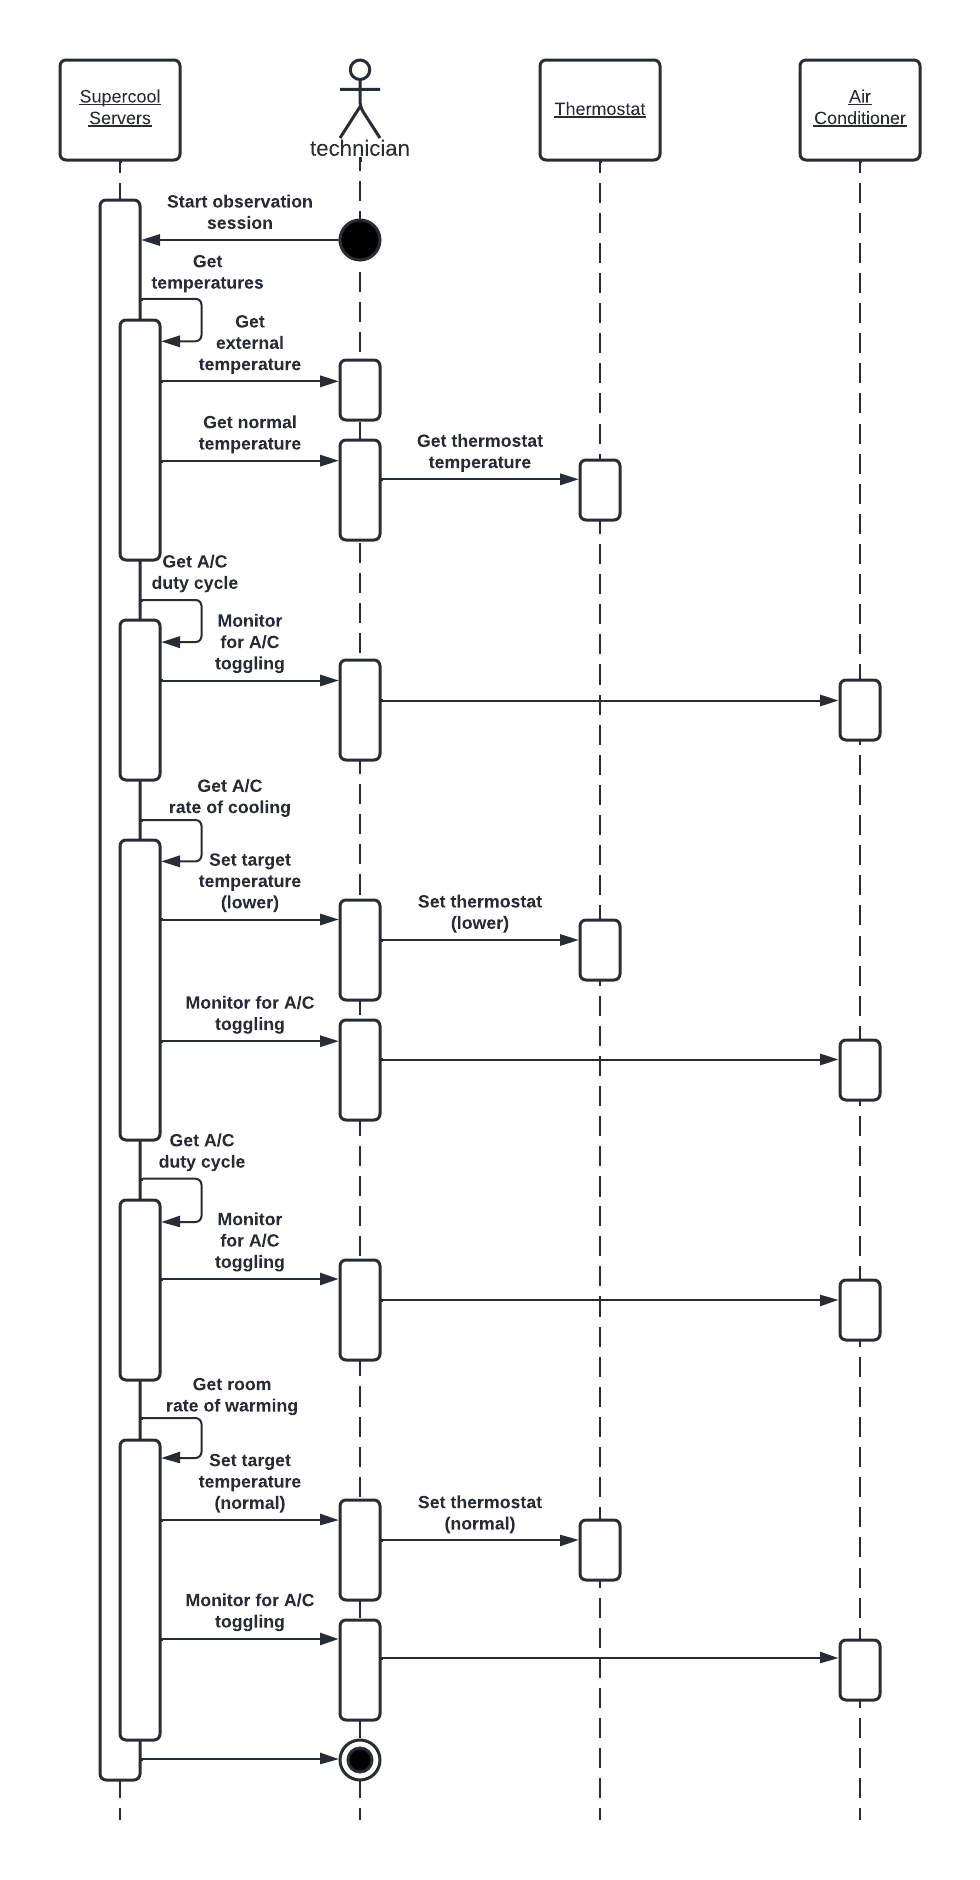 Supercool
Servers
technician
Thermostat
Air
Conditioner
Start observation
session
Get
temperatures
Get
external
temperature
Get normal
temperature
Get thermostat
temperature
Get A/C
duty cycle
Monitor
for A/C
toggling
Get A/C
rate of cooling
Set target
temperature
(lower)
Set thermostat
(lower)
Monitor for A/C
toggling
Get A/C
duty cycle
Monitor
for A/C
toggling
Get room
rate of warming
Set target
temperature
(normal)
Set thermostat
(normal)
Monitor for A/C
toggling